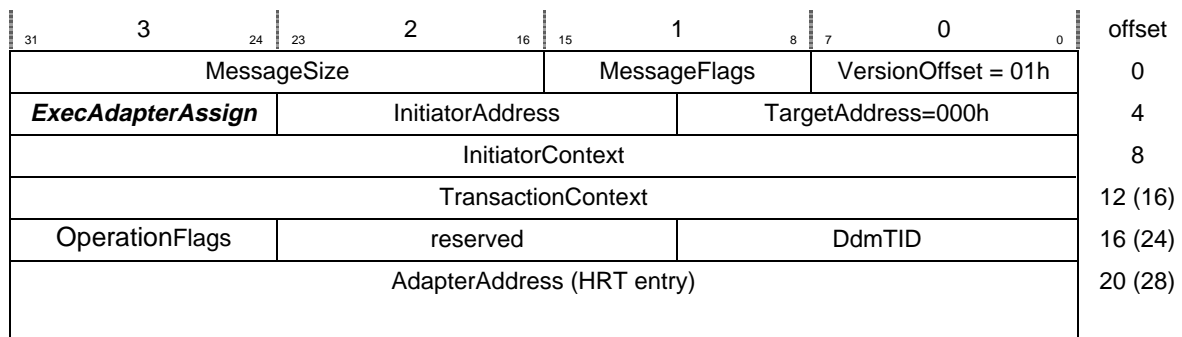 3 2 1 0 offset
31 24 23 16 15 8 7 0
MessageSize MessageFlags VersionOffset = 01h 0
ExecAdapterAssign InitiatorAddress TargetAddress=000h 4
InitiatorContext 8
TransactionContext 12 (16)
OperationFlags reserved DdmTID 16 (24)
AdapterAddress (HRT entry) 20 (28)